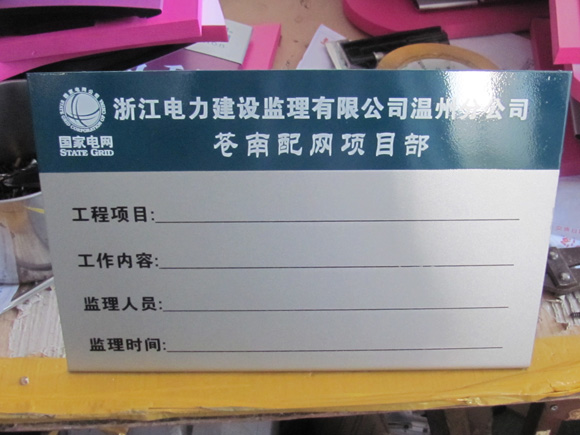 浙江电力建设监理有限公司温州分公司
国家电网
STATE GRID
苍南配网项目部
工程项目:
工作内容:
监理人员:
监理时间: